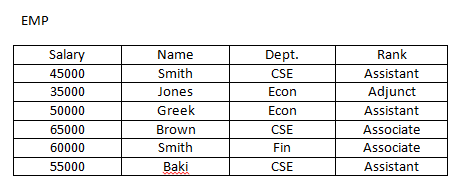 EMP
Salary Name Dept. Rank
45000 Smith CSE Assistant
35000 Jones Econ Adjunct
50000 Greek Econ Assistant
65000 Brown CSE Associate
60000 Smith Fin Associate
55000 Baki CSE Assistant